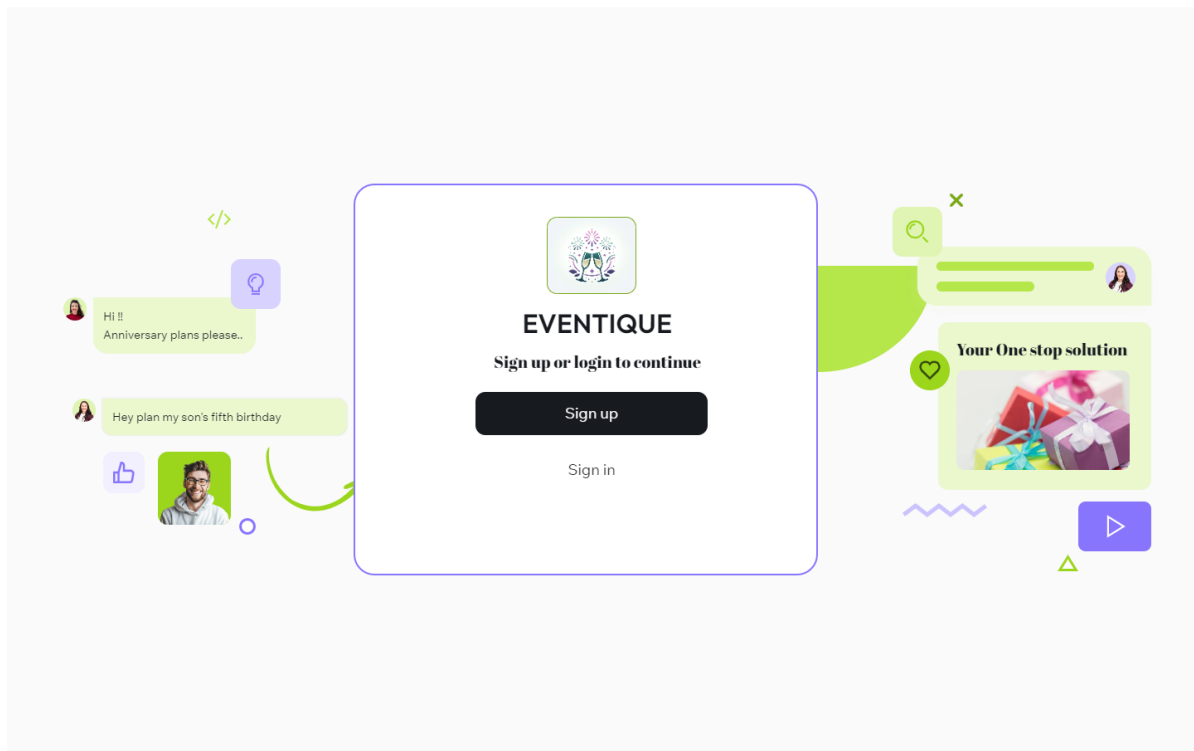 Hi !!
Anniversary plans please..
Hey plan my son's fifth birthday
EVENTIQUE
Sign up or login to continue
Sign up
Sign in
Your One stop solution